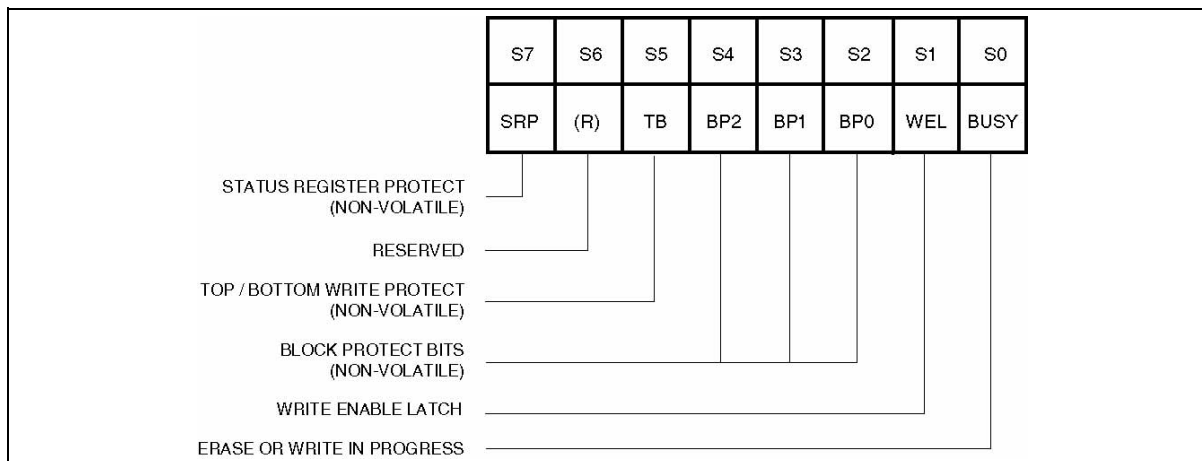 S7 S6 S5 S4 S3 S2 S1 S0
SRP (R) TB BP2 BP1 BP0 WEL BUSY
STATUS REGISTER PROTECT
(NON-VOLATILE)
RESERVED
TOP / BOTTOM WRITE PROTECT
(NON-VOLATILE)
BLOCK PROTECT BITS
(NON-VOLATILE)
WRITE ENABLE LATCH
ERASE OR WRITE IN PROGRESS